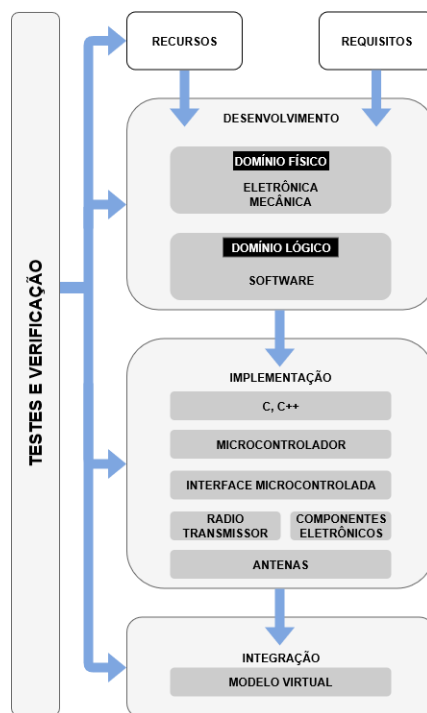 RECURSOS
REQUISITOS
TESTES E VERIFICAÇÃO
DESENVOLVIMENTO
DOMÍNIO FÍSICO
ELETRÔNICA
MECÂNICA
DOMÍNIO LÓGICO
SOFTWARE
IMPLEMENTAÇÃO
C, C++
MICROCONTROLADOR
INTERFACE MICROCONTROLADA
RADIO
TRANSMISSOR
COMPONENTES
ELETRÔNICOS
ANTENAS
INTEGRAÇÃO
MODELO VIRTUAL